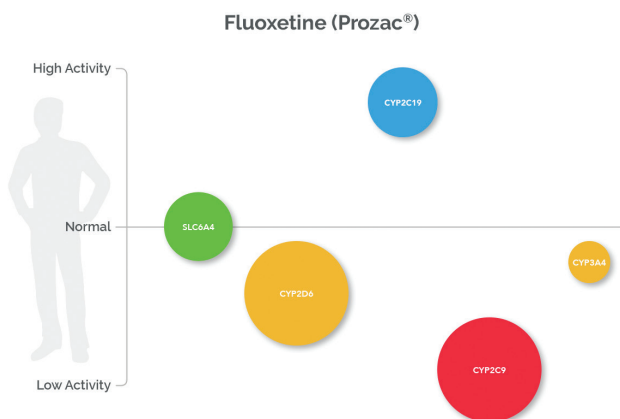 Fluoxetine (Prozac®)
High Activity
CYP2C19
Normal
SLC6A4
CYP3A4
CYP2D6
CYP2C9
Low Activity